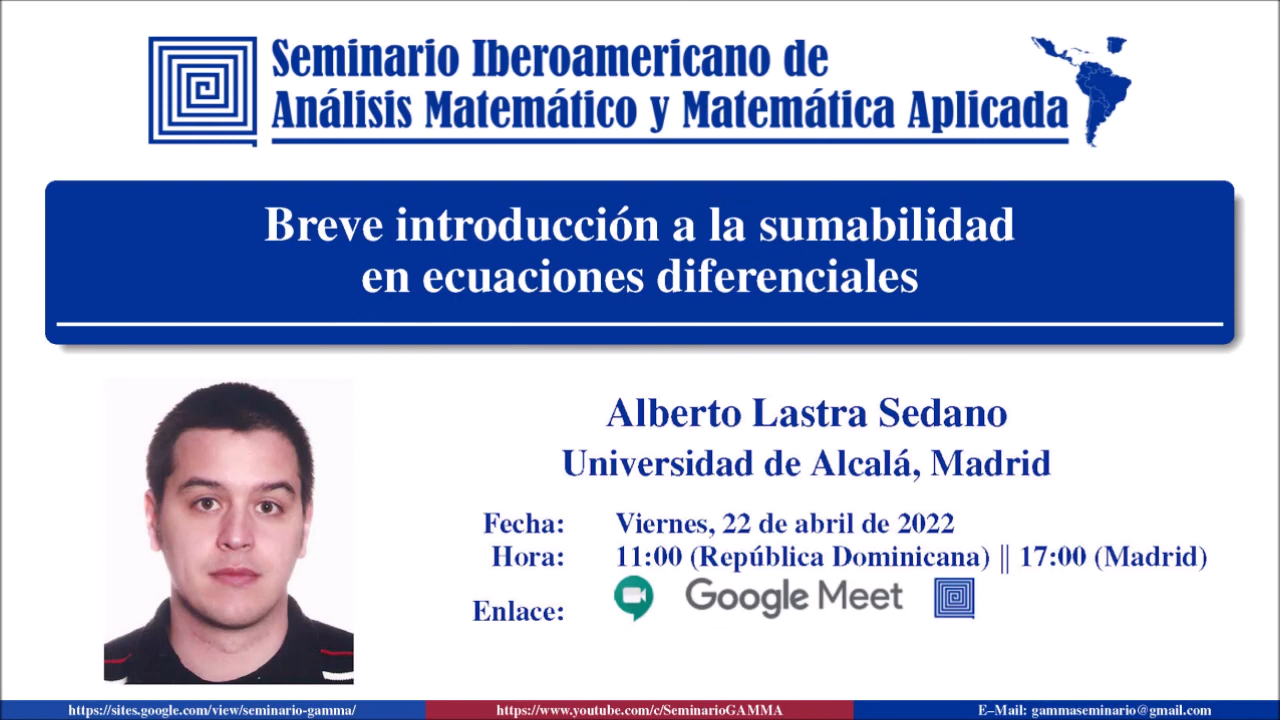 Seminario Iberoamericano de
Análisis Matemático y Matemática Aplicada
Breve introducción a la sumabilidad
en ecuaciones diferenciales
Alberto Lastra Sedano
Universidad de Alcalá, Madrid
Fecha: Viernes, 22 de abril de 2022
Hora: 11:00 (República Dominicana) || 17:00 (Madrid)
Enlace: Google Meet
https://sites.google.com/view/seminario-gamma/ https://www.youtube.com/c/SeminarioGAMMA E–Mail: gammaseminario@gmail.com